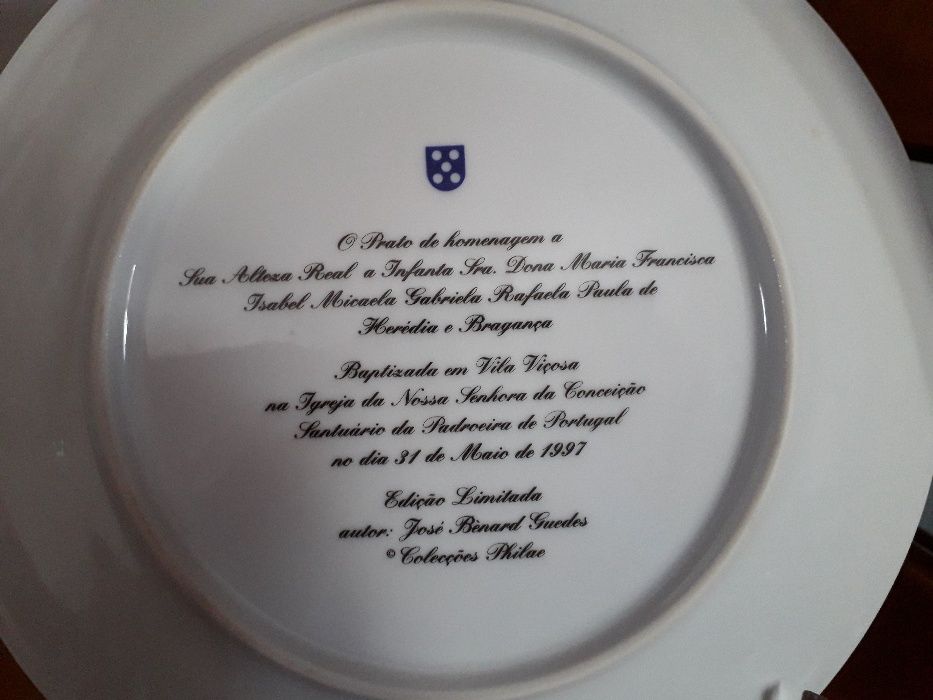 O Prato de homenagem a
Sua Alteza Real a Infanta Sra. Dona Maria Francisca
Isabel Micaela Gabriela Rafaela Paula de
Herédia e Bragança
Baptizada em Vila Viçosa
na Igreja da Nossa Senhora da Conceição
Santuário da Padroeira de Portugal
no dia 31 de Maio de 1997
Edição Limitada
autor: José Bènard Guedes
© Colecções Philae